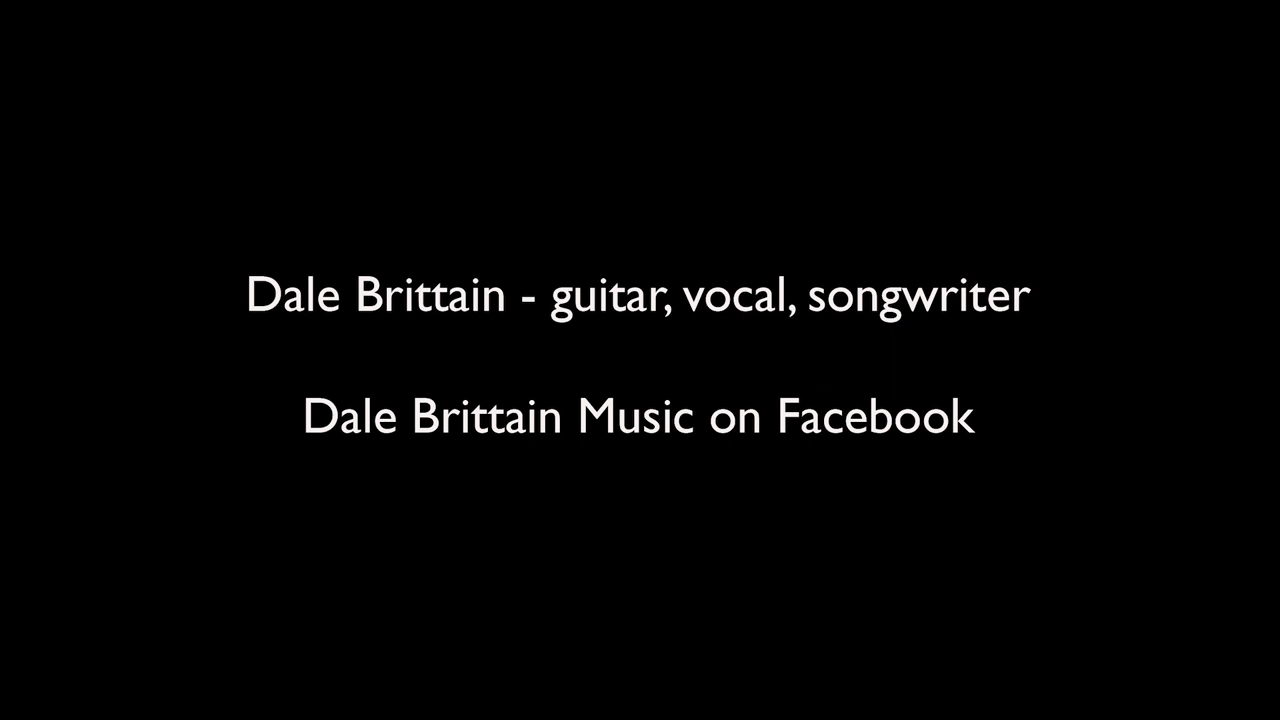 Dale Brittain - guitar, vocal, songwriter
Dale Brittain Music on Facebook